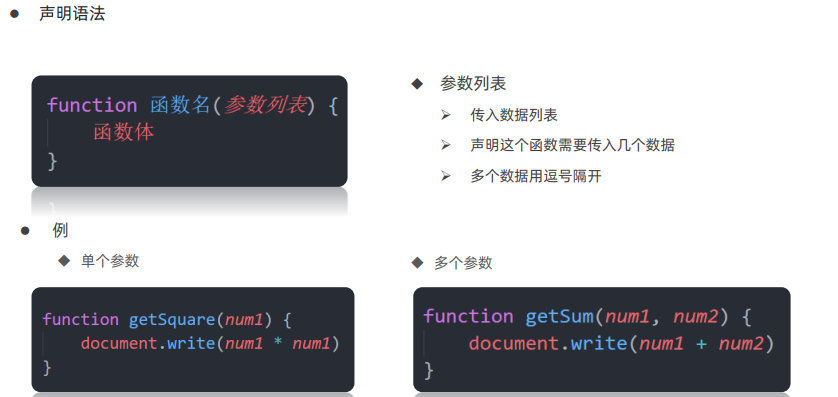 声明语法
function 函数名(参数列表) {
函数体
}
参数列表
传入数据列表
声明这个函数需要传入几个数据
多个数据用逗号隔开
例
单个参数
function getSquare(num1) {
document.write(num1 * num1)
}
多个参数
function getSum(num1, num2) {
document.write(num1 + num2)
}